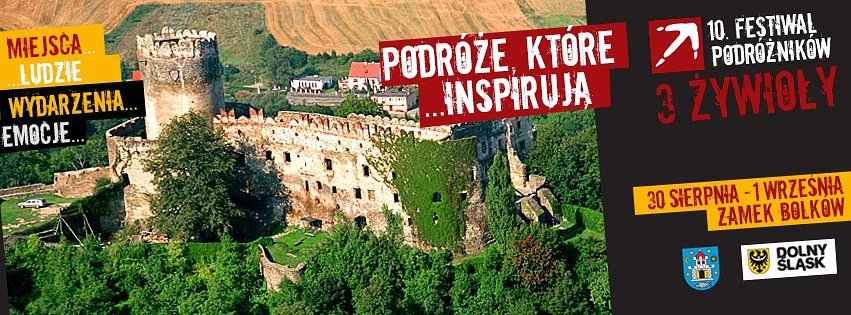 MIEJSCA...
...LUDZIE
WYDARZENIA...
EMOCJE...
PODRÓŻE KTÓRE
...INSPIRUJĄ
10. FESTIWAL
PODRÓŻNIKÓW
3 ŻYWIOŁY
30 SIERPNIA - 1 WRZEŚNIA
ZAMEK BOLKÓW
DOLNY
ŚLĄSK